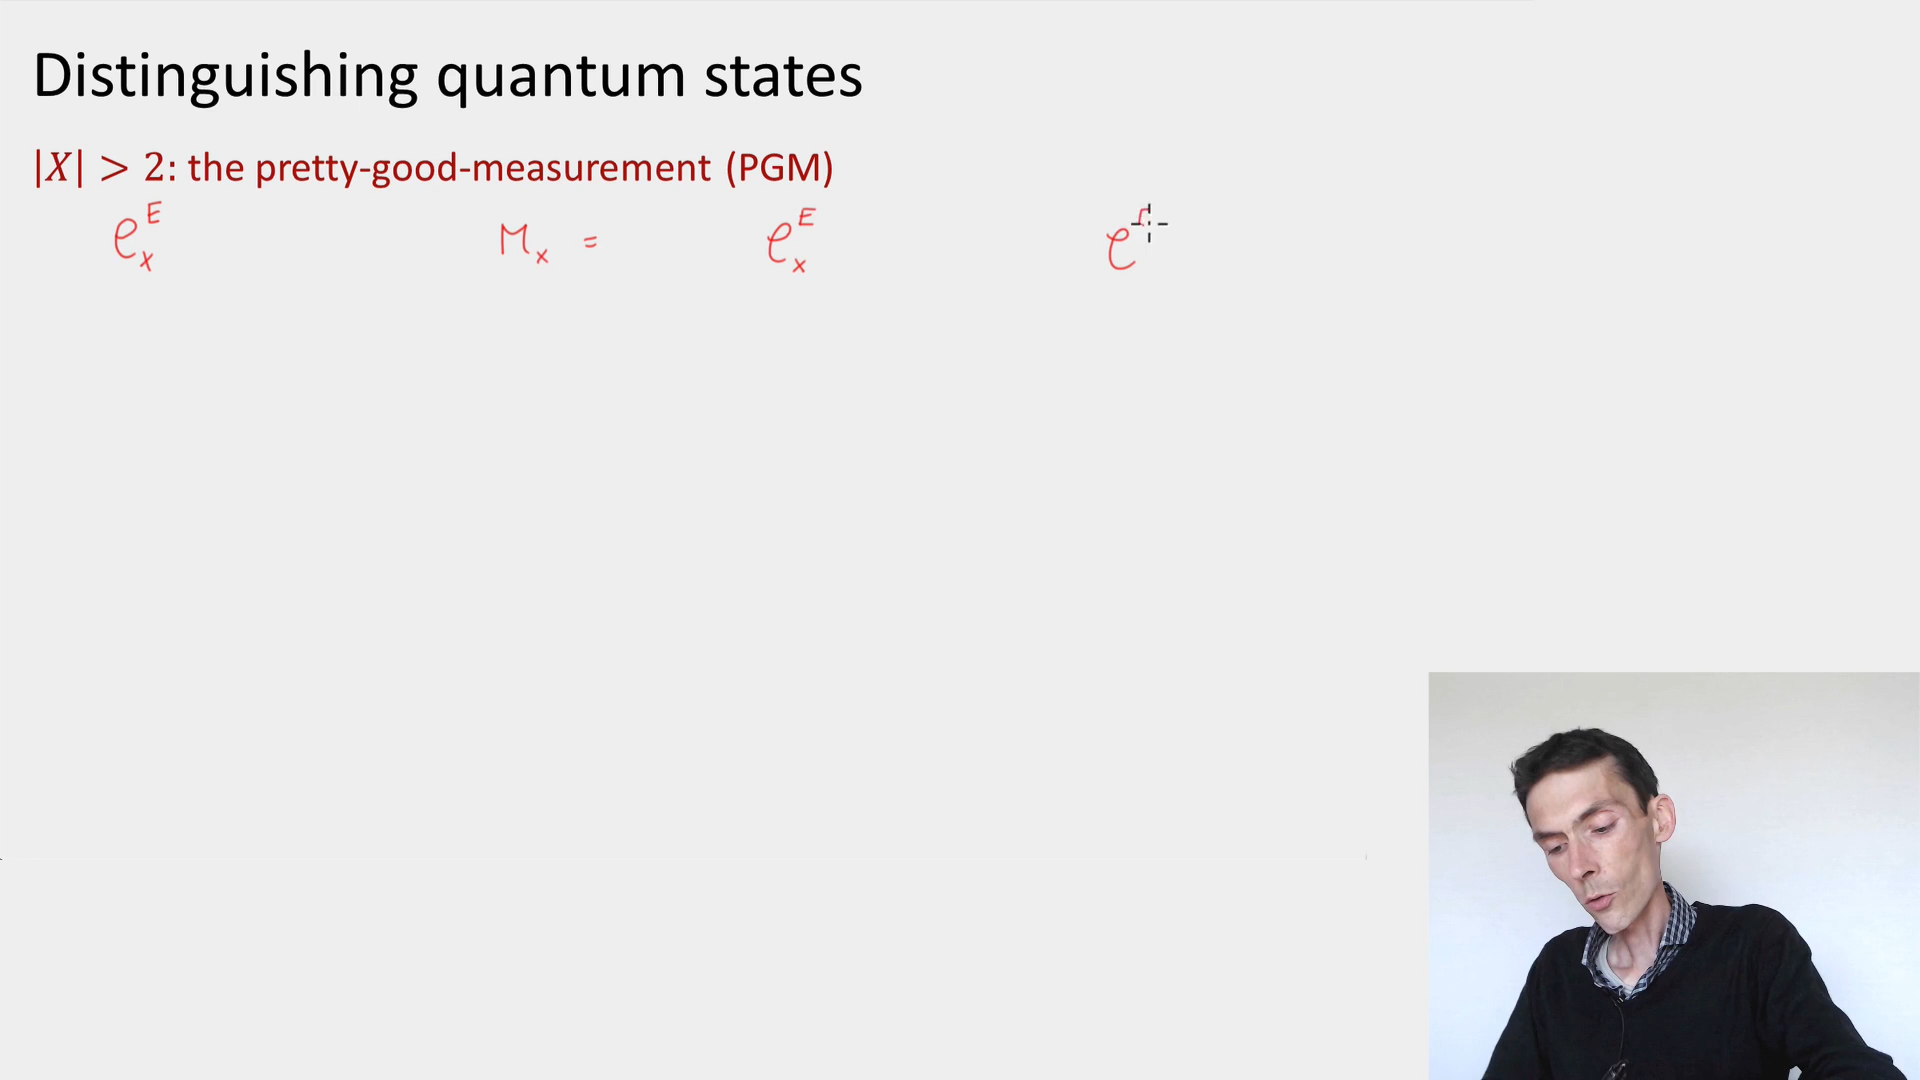 Distinguishing quantum states
|X| > 2: the pretty-good-measurement (PGM)
ρ_x^E M_x = ρ_x^E ρ